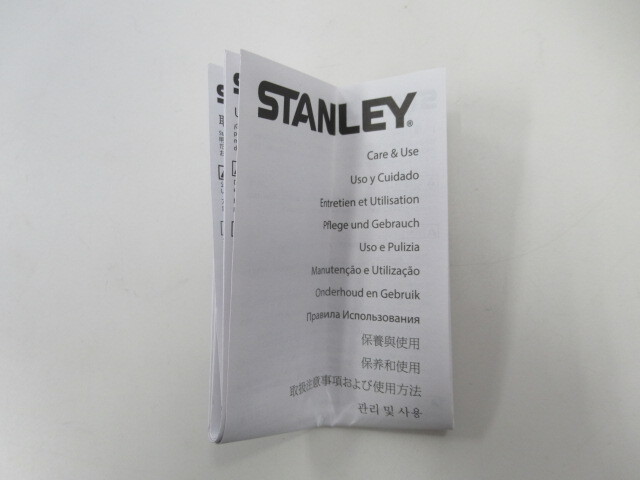 STANLEY®
Care & Use
Uso y Cuidado
Entretien et Utilisation
Pflege und Gebrauch
Uso e Pulizia
Manutenção e Utilização
Onderhoud en Gebruik
Правила Использования
保養與使用
保养和使用
取扱注意事項および使用方法
관리 및 사용